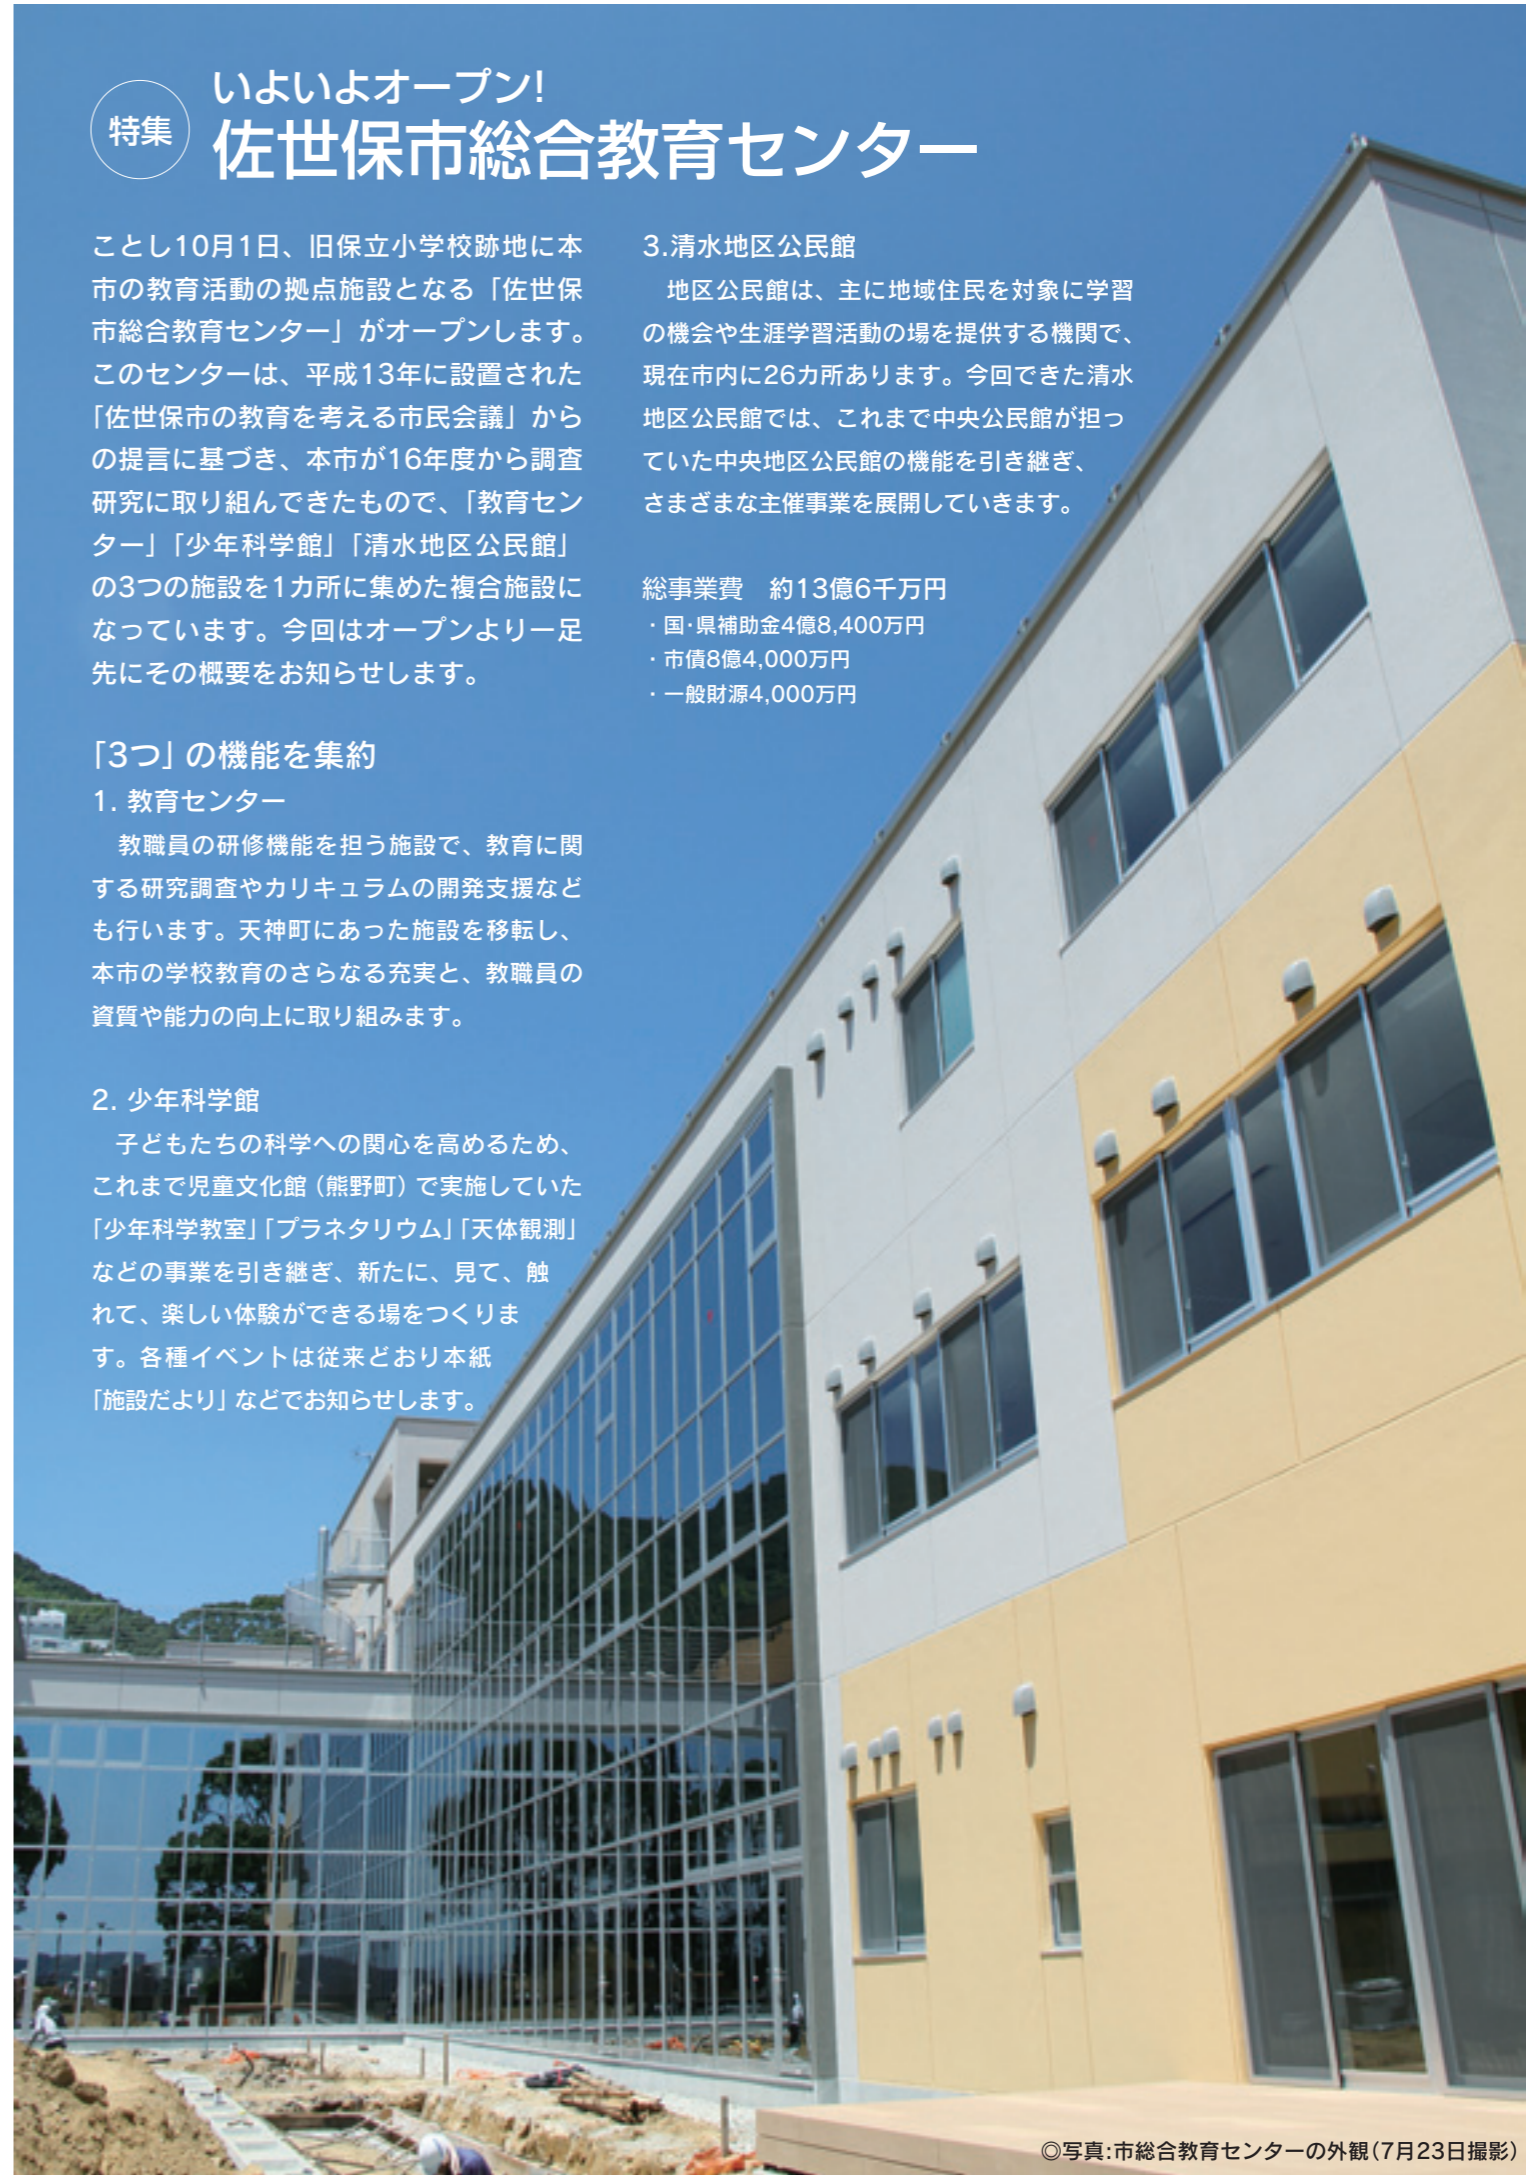 特集
いよいよオープン!
佐世保市総合教育センター
ことし10月1日、旧保立小学校跡地に本
市の教育活動の拠点施設となる「佐世保
市総合教育センター」がオープンします。
このセンターは、平成13年に設置された
「佐世保市の教育を考える市民会議」から
の提言に基づき、本市が16年度から調査
研究に取り組んできたもので、「教育セン
ター」「少年科学館」「清水地区公民館」
の3つの施設を1カ所に集めた複合施設に
なっています。今回はオープンより一足
先にその概要をお知らせします。
「3つ」の機能を集約
1. 教育センター
教職員の研修機能を担う施設で、教育に関
する研究調査やカリキュラムの開発支援など
も行います。天神町にあった施設を移転し、
本市の学校教育のさらなる充実と、教職員の
資質や能力の向上に取り組みます。
2. 少年科学館
子どもたちの科学への関心を高めるため、
これまで児童文化館（熊野町）で実施していた
「少年科学教室」「プラネタリウム」「天体観測」
などの事業を引き継ぎ、新たに、見て、触
れて、楽しい体験ができる場をつくりま
す。各種イベントは従来どおり本紙
「施設だより」などでお知らせします。
3.清水地区公民館
地区公民館は、主に地域住民を対象に学習
の機会や生涯学習活動の場を提供する機関で、
現在市内に26カ所あります。今回できた清水
地区公民館では、これまで中央公民館が担っ
ていた中央地区公民館の機能を引き継ぎ、
さまざまな主催事業を展開していきます。
総事業費　約13億6千万円
・国・県補助金4億8,400万円
・市債8億4,000万円
・一般財源4,000万円
◎写真:市総合教育センターの外観（7月23日撮影）